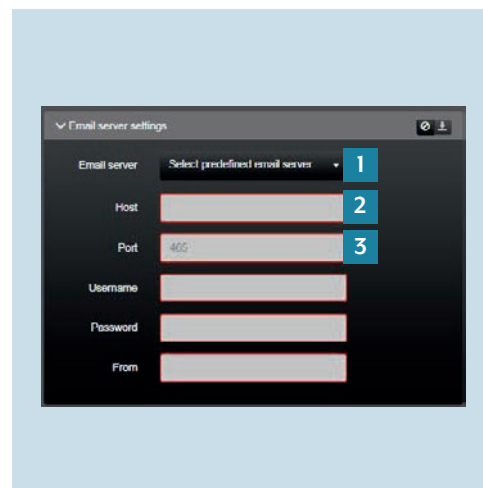 Email server settings
Email server Select predefined email server 1
Host 2
Port 465 3
Username
Password
From